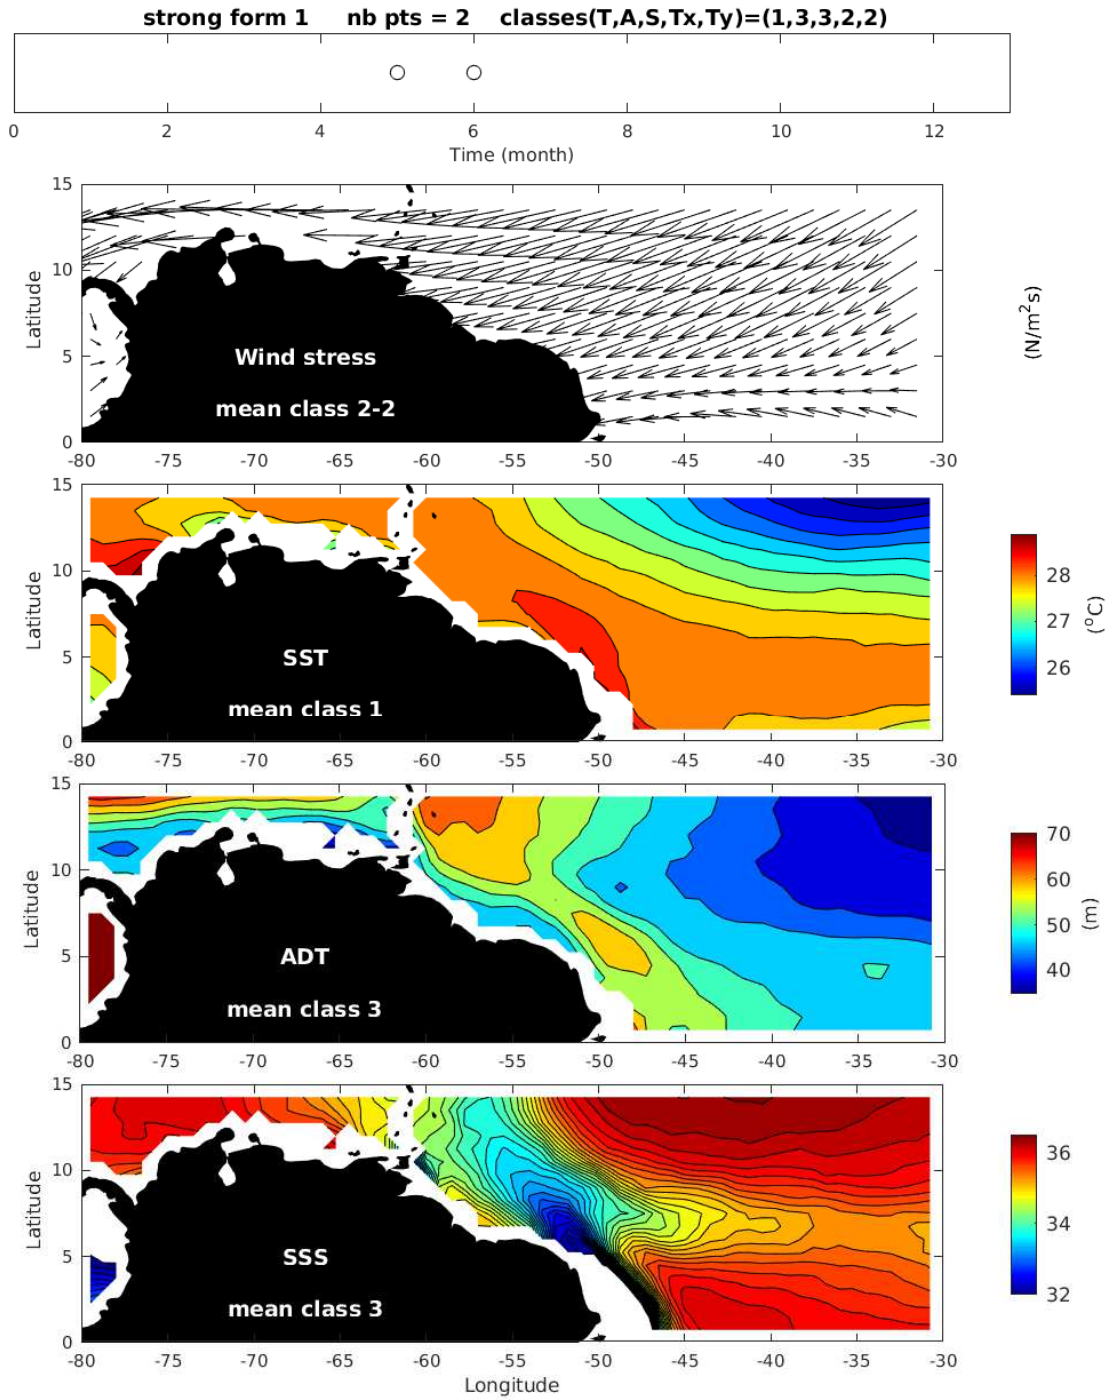 strong form 1 nb pts = 2 classes(T,A,S,Tx,Ty)=(1,3,3,2,2)
0 2 4 6 8 10 12
Time (month)
15
10
5
0
Latitude
Wind stress
mean class 2-2
(N/m²s)
-80 -75 -70 -65 -60 -55 -50 -45 -40 -35 -30
15
10
5
0
Latitude
SST
mean class 1
28
27
26
(°C)
-80 -75 -70 -65 -60 -55 -50 -45 -40 -35 -30
15
10
5
0
Latitude
ADT
mean class 3
70
60
50
40
(m)
-80 -75 -70 -65 -60 -55 -50 -45 -40 -35 -30
15
10
5
0
Latitude
SSS
mean class 3
36
34
32
-80 -75 -70 -65 -60 -55 -50 -45 -40 -35 -30
Longitude